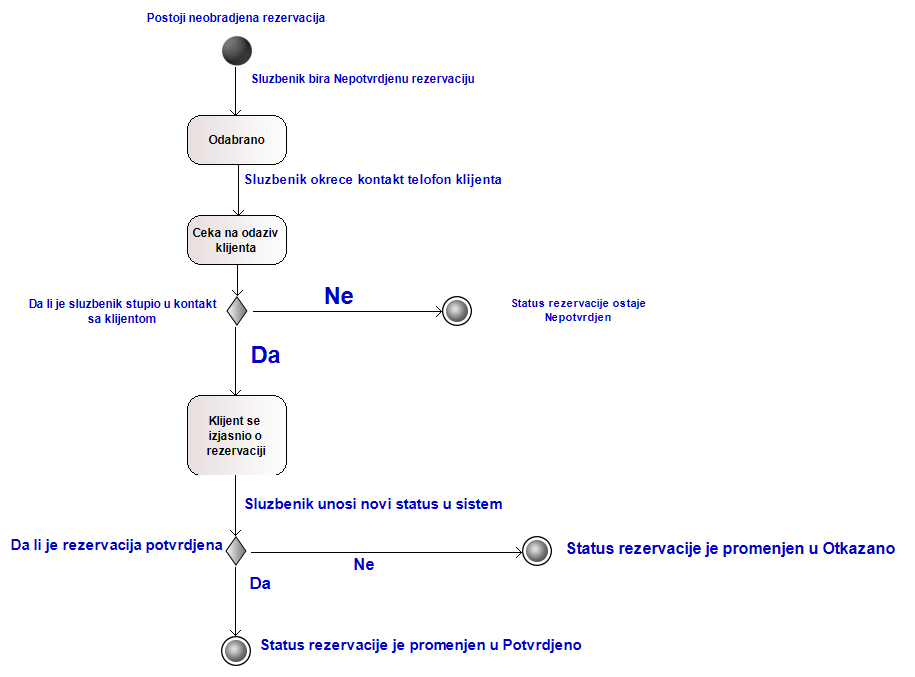 Postoji neobradjena rezervacija
Sluzbenik bira Nepotvrdjenu rezervaciju
Odabrano
Sluzbenik okrece kontakt telofon klijenta
Ceka na odaziv
klijenta
Da li je sluzbenik stupio u kontakt
sa klijentom
Ne
Status rezervacije ostaje
Nepotvrdjen
Da
Klijent se
izjasnio o
rezervaciji
Sluzbenik unosi novi status u sistem
Da li je rezervacija potvrdjena
Ne
Status rezervacije je promenjen u Otkazano
Da
Status rezervacije je promenjen u Potvrdjeno